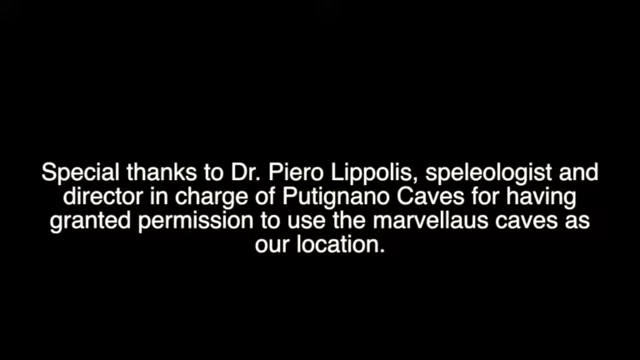 Special thanks to Dr. Piero Lippolis, speleologist and
director in charge of Putignano Caves for having
granted permission to use the marvellaus caves as
our location.